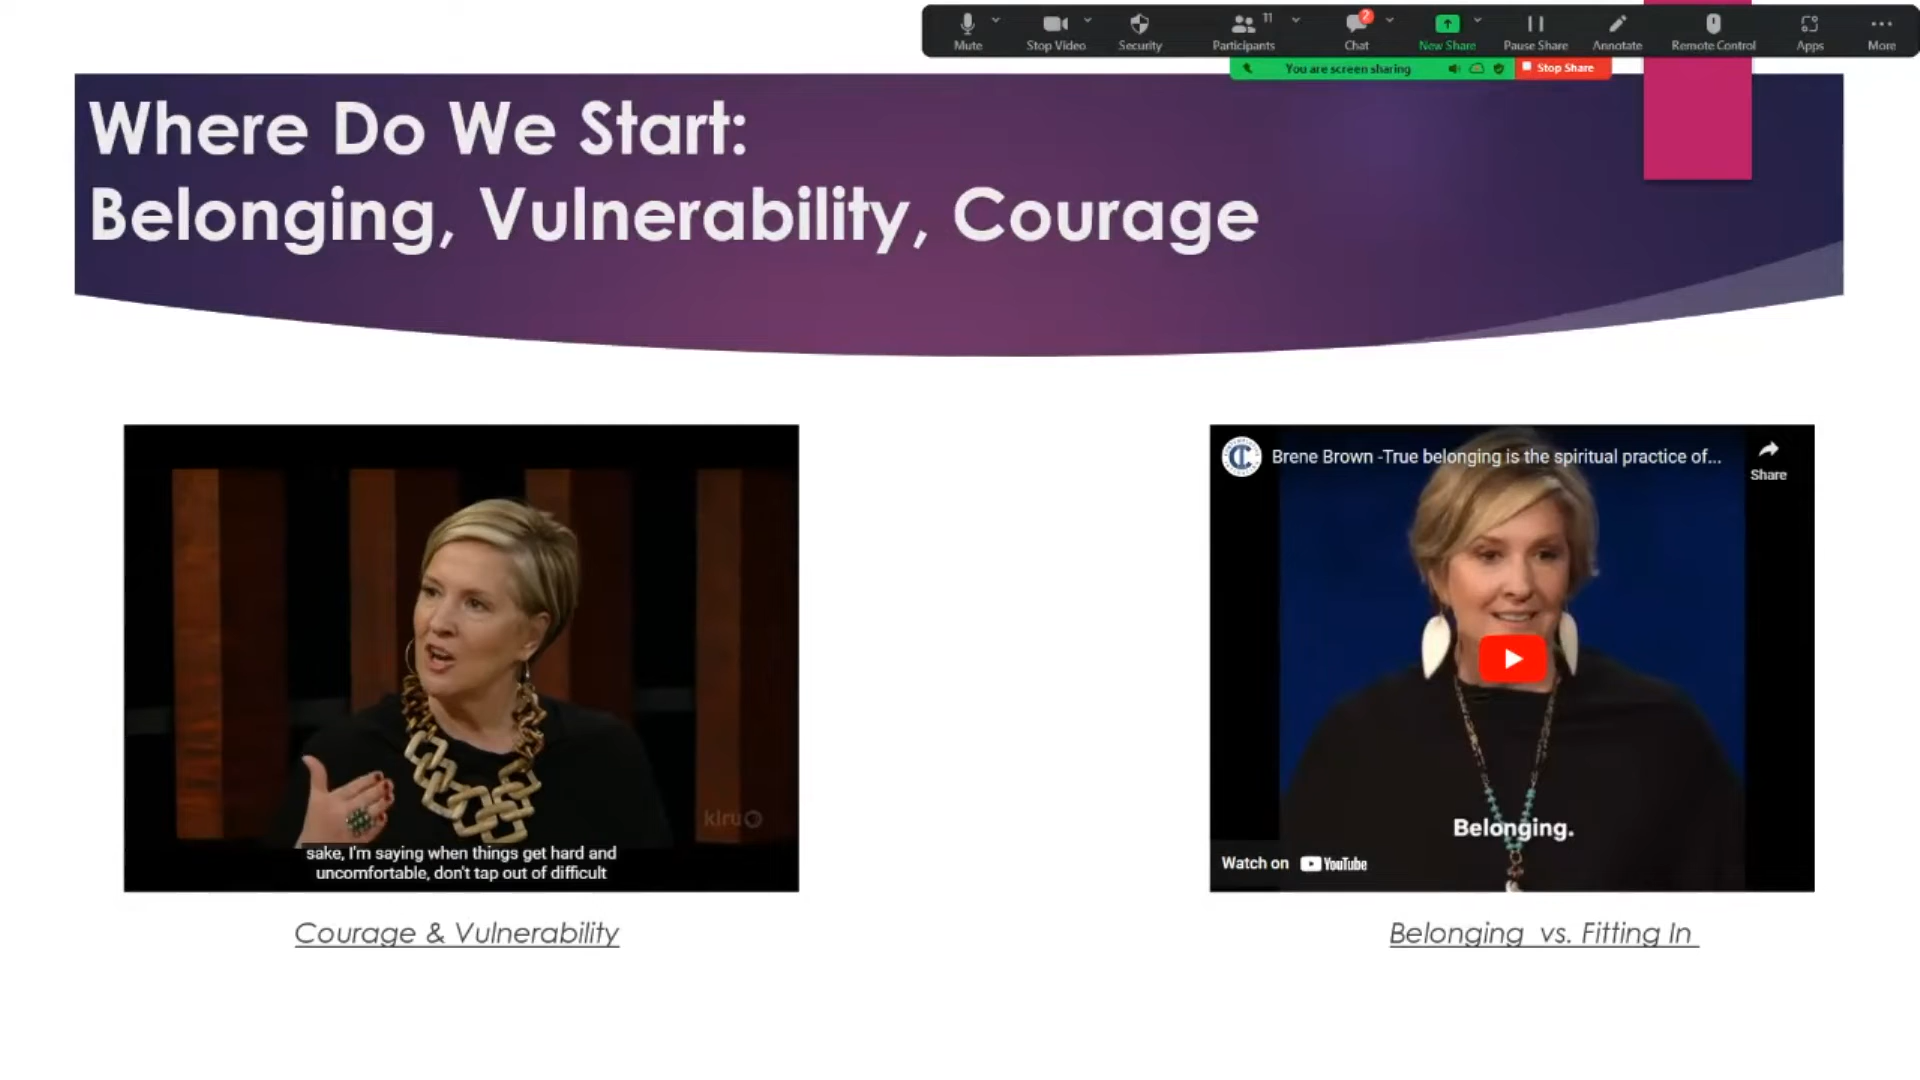 Mute
Stop Video
Security
Participants
11
Chat
2
New Share
Pause Share
Annotate
Remote Control
Apps
More
You are screen sharing
Stop Share
Where Do We Start:
Belonging, Vulnerability, Courage
klru
sake, I'm saying when things get hard and
uncomfortable, don't tap out of difficult
Courage & Vulnerability
Brene Brown -True belonging is the spiritual practice of...
Share
Belonging.
Watch on YouTube
Belonging vs. Fitting In